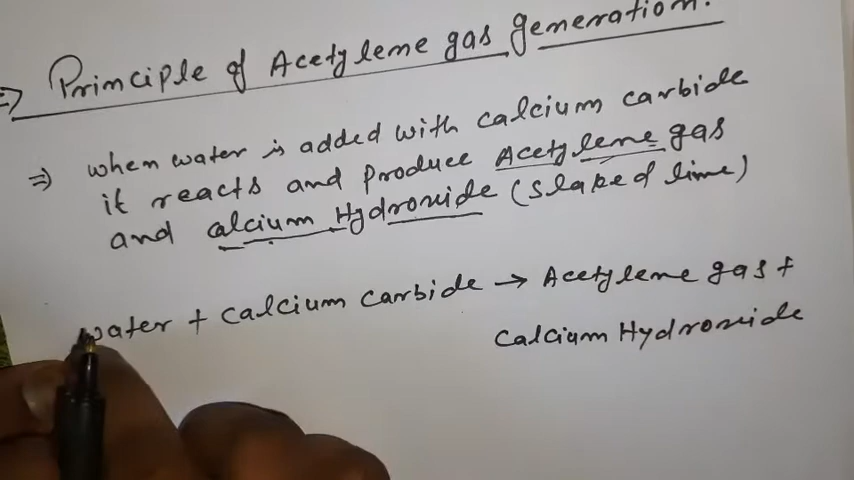 => Principle of Acetylene gas generation.
=> when water is added with calcium carbide
it reacts and produce Acetylene gas
and calcium Hydroxide (slaked lime)
water + calcium carbide → Acetylene gas +
calcium Hydroxide